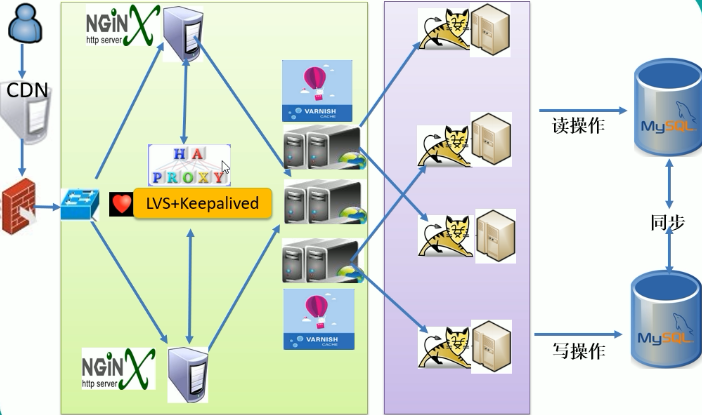 NGiNX
http server
CDN
VARNISH
CACHE
HA
PROXY
LVS+Keepalived
读操作
MySQL
同步
VARNISH
CACHE
NGiNX
http server
写操作
MySQL